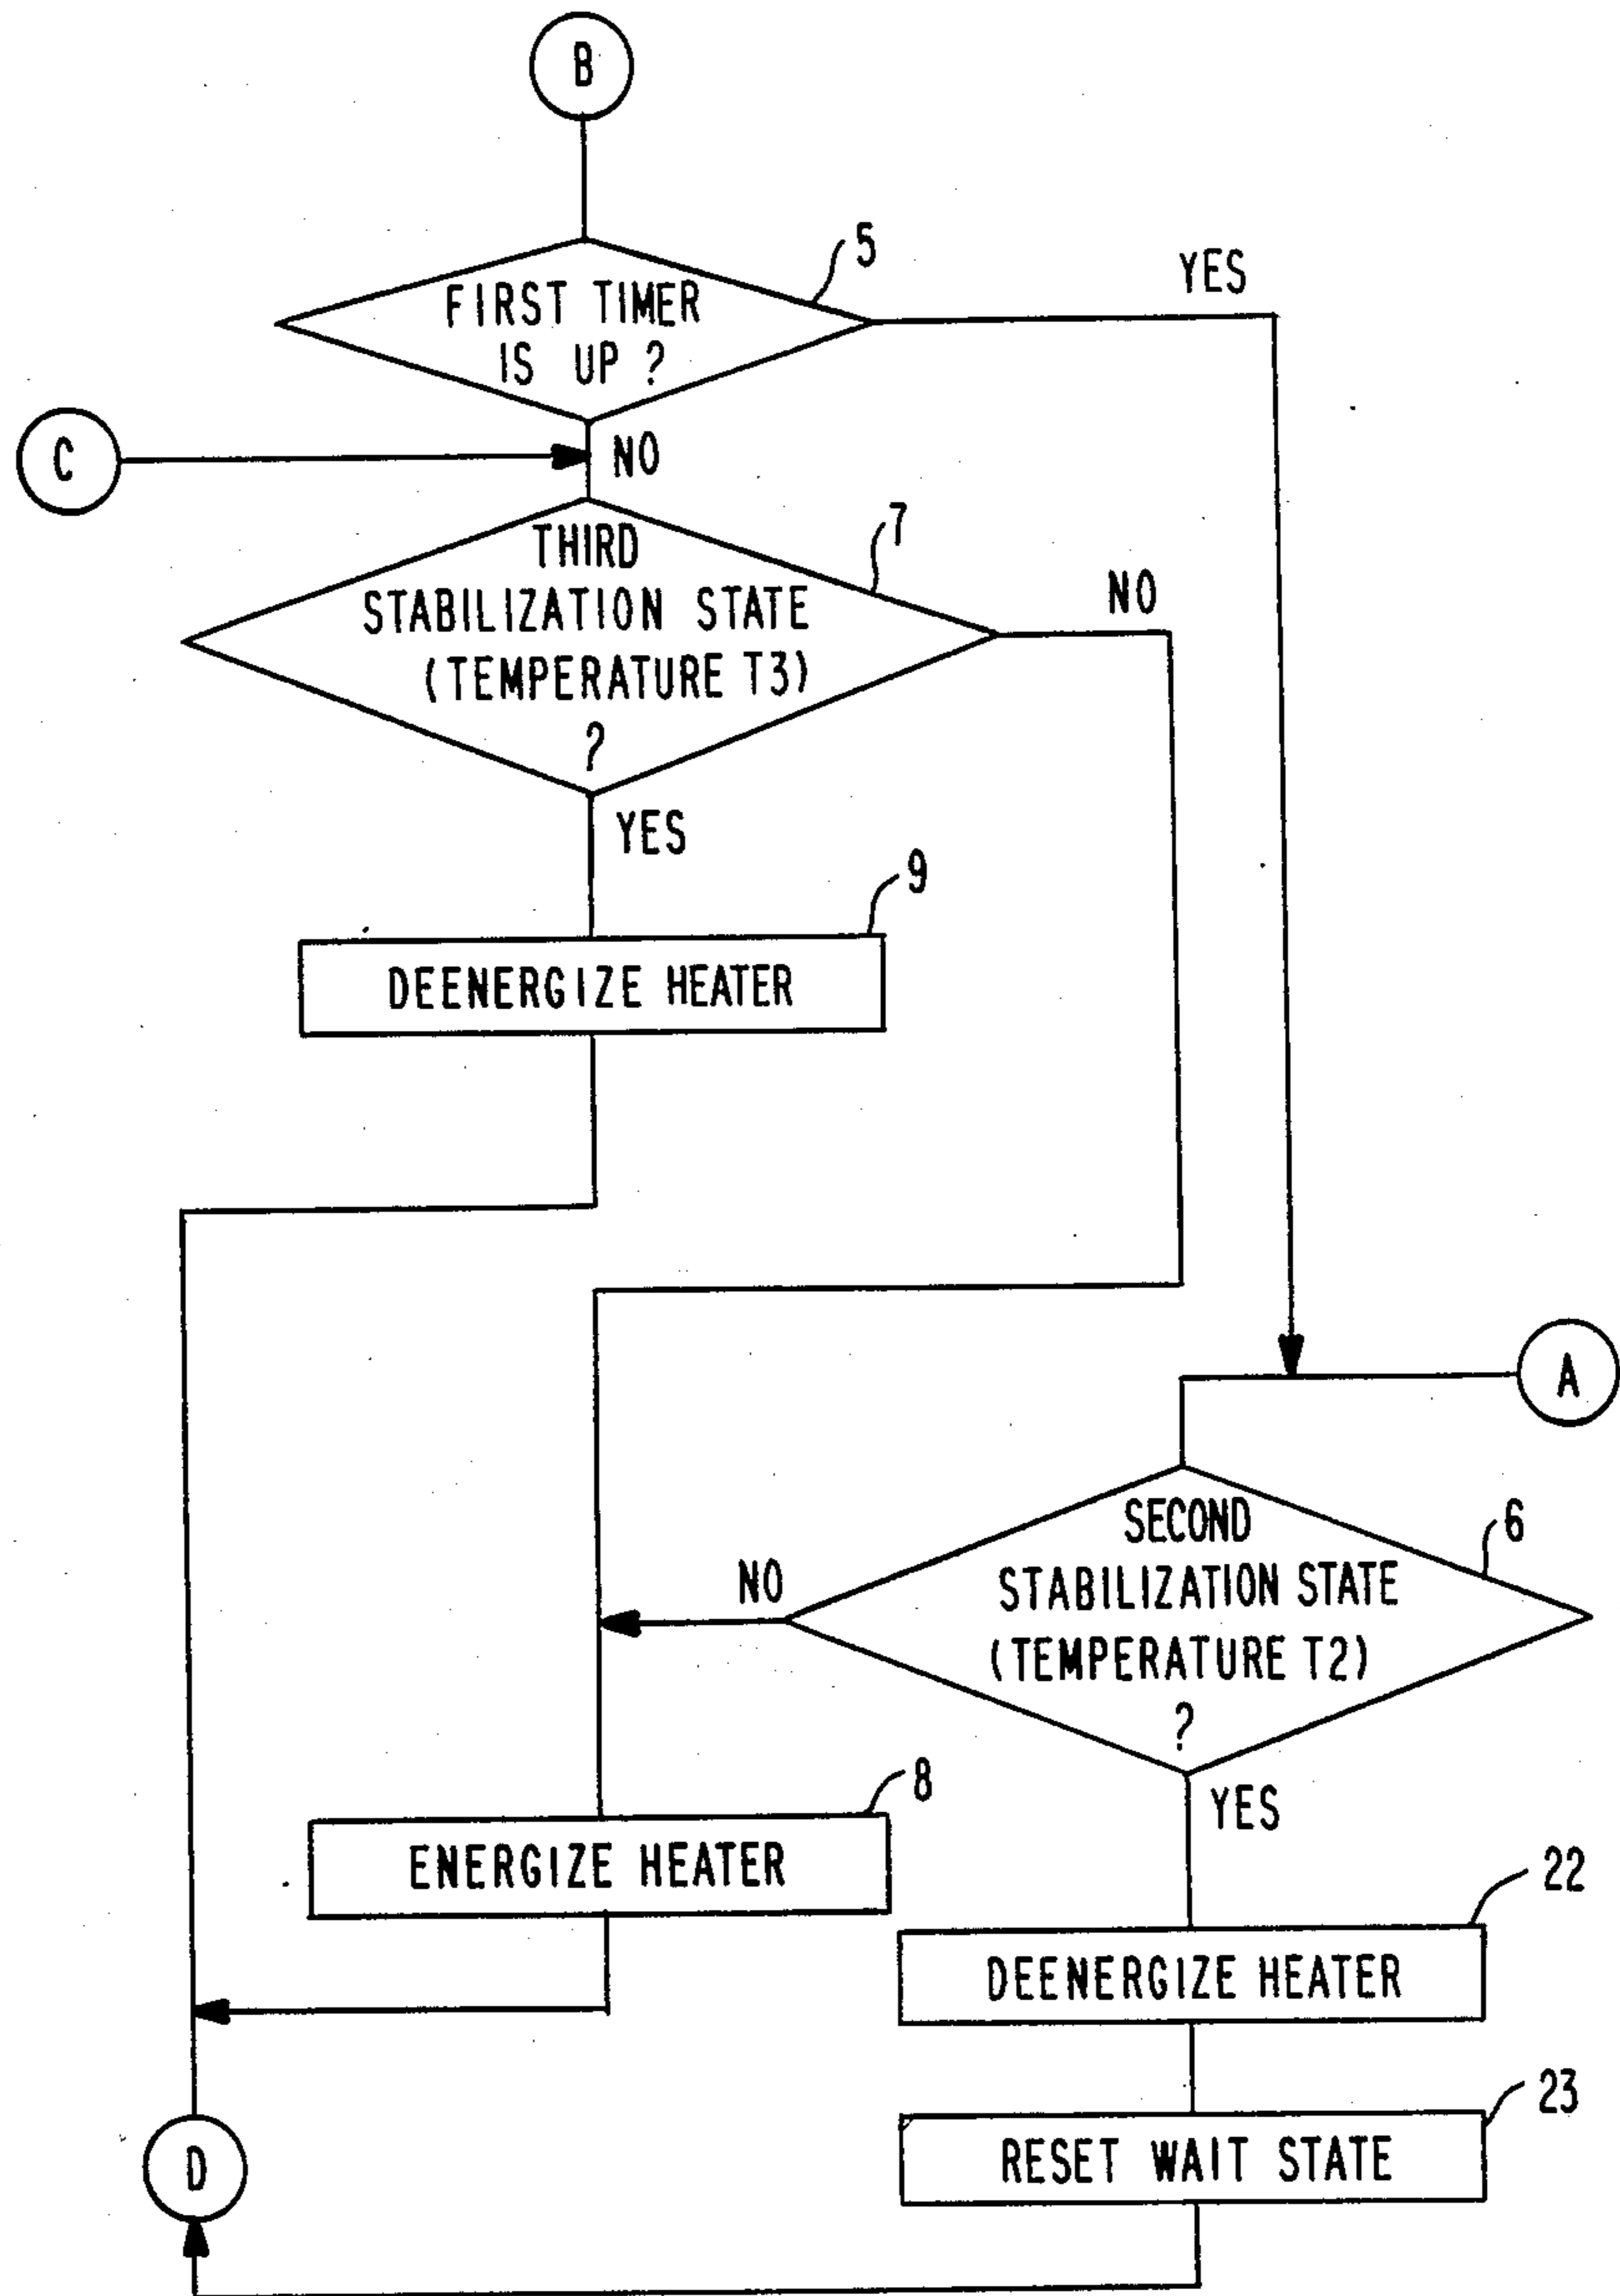 B
5
YES
FIRST TIMER
IS UP ?
C
NO
7
THIRD
NO
STABILIZATION STATE
(TEMPERATURE T3)
?
YES
9
DEENERGIZE HEATER
A
SECOND
6
NO
STABILIZATION STATE
(TEMPERATURE T2)
?
8
YES
ENERGIZE HEATER
22
DEENERGIZE HEATER
23
D
RESET WAIT STATE